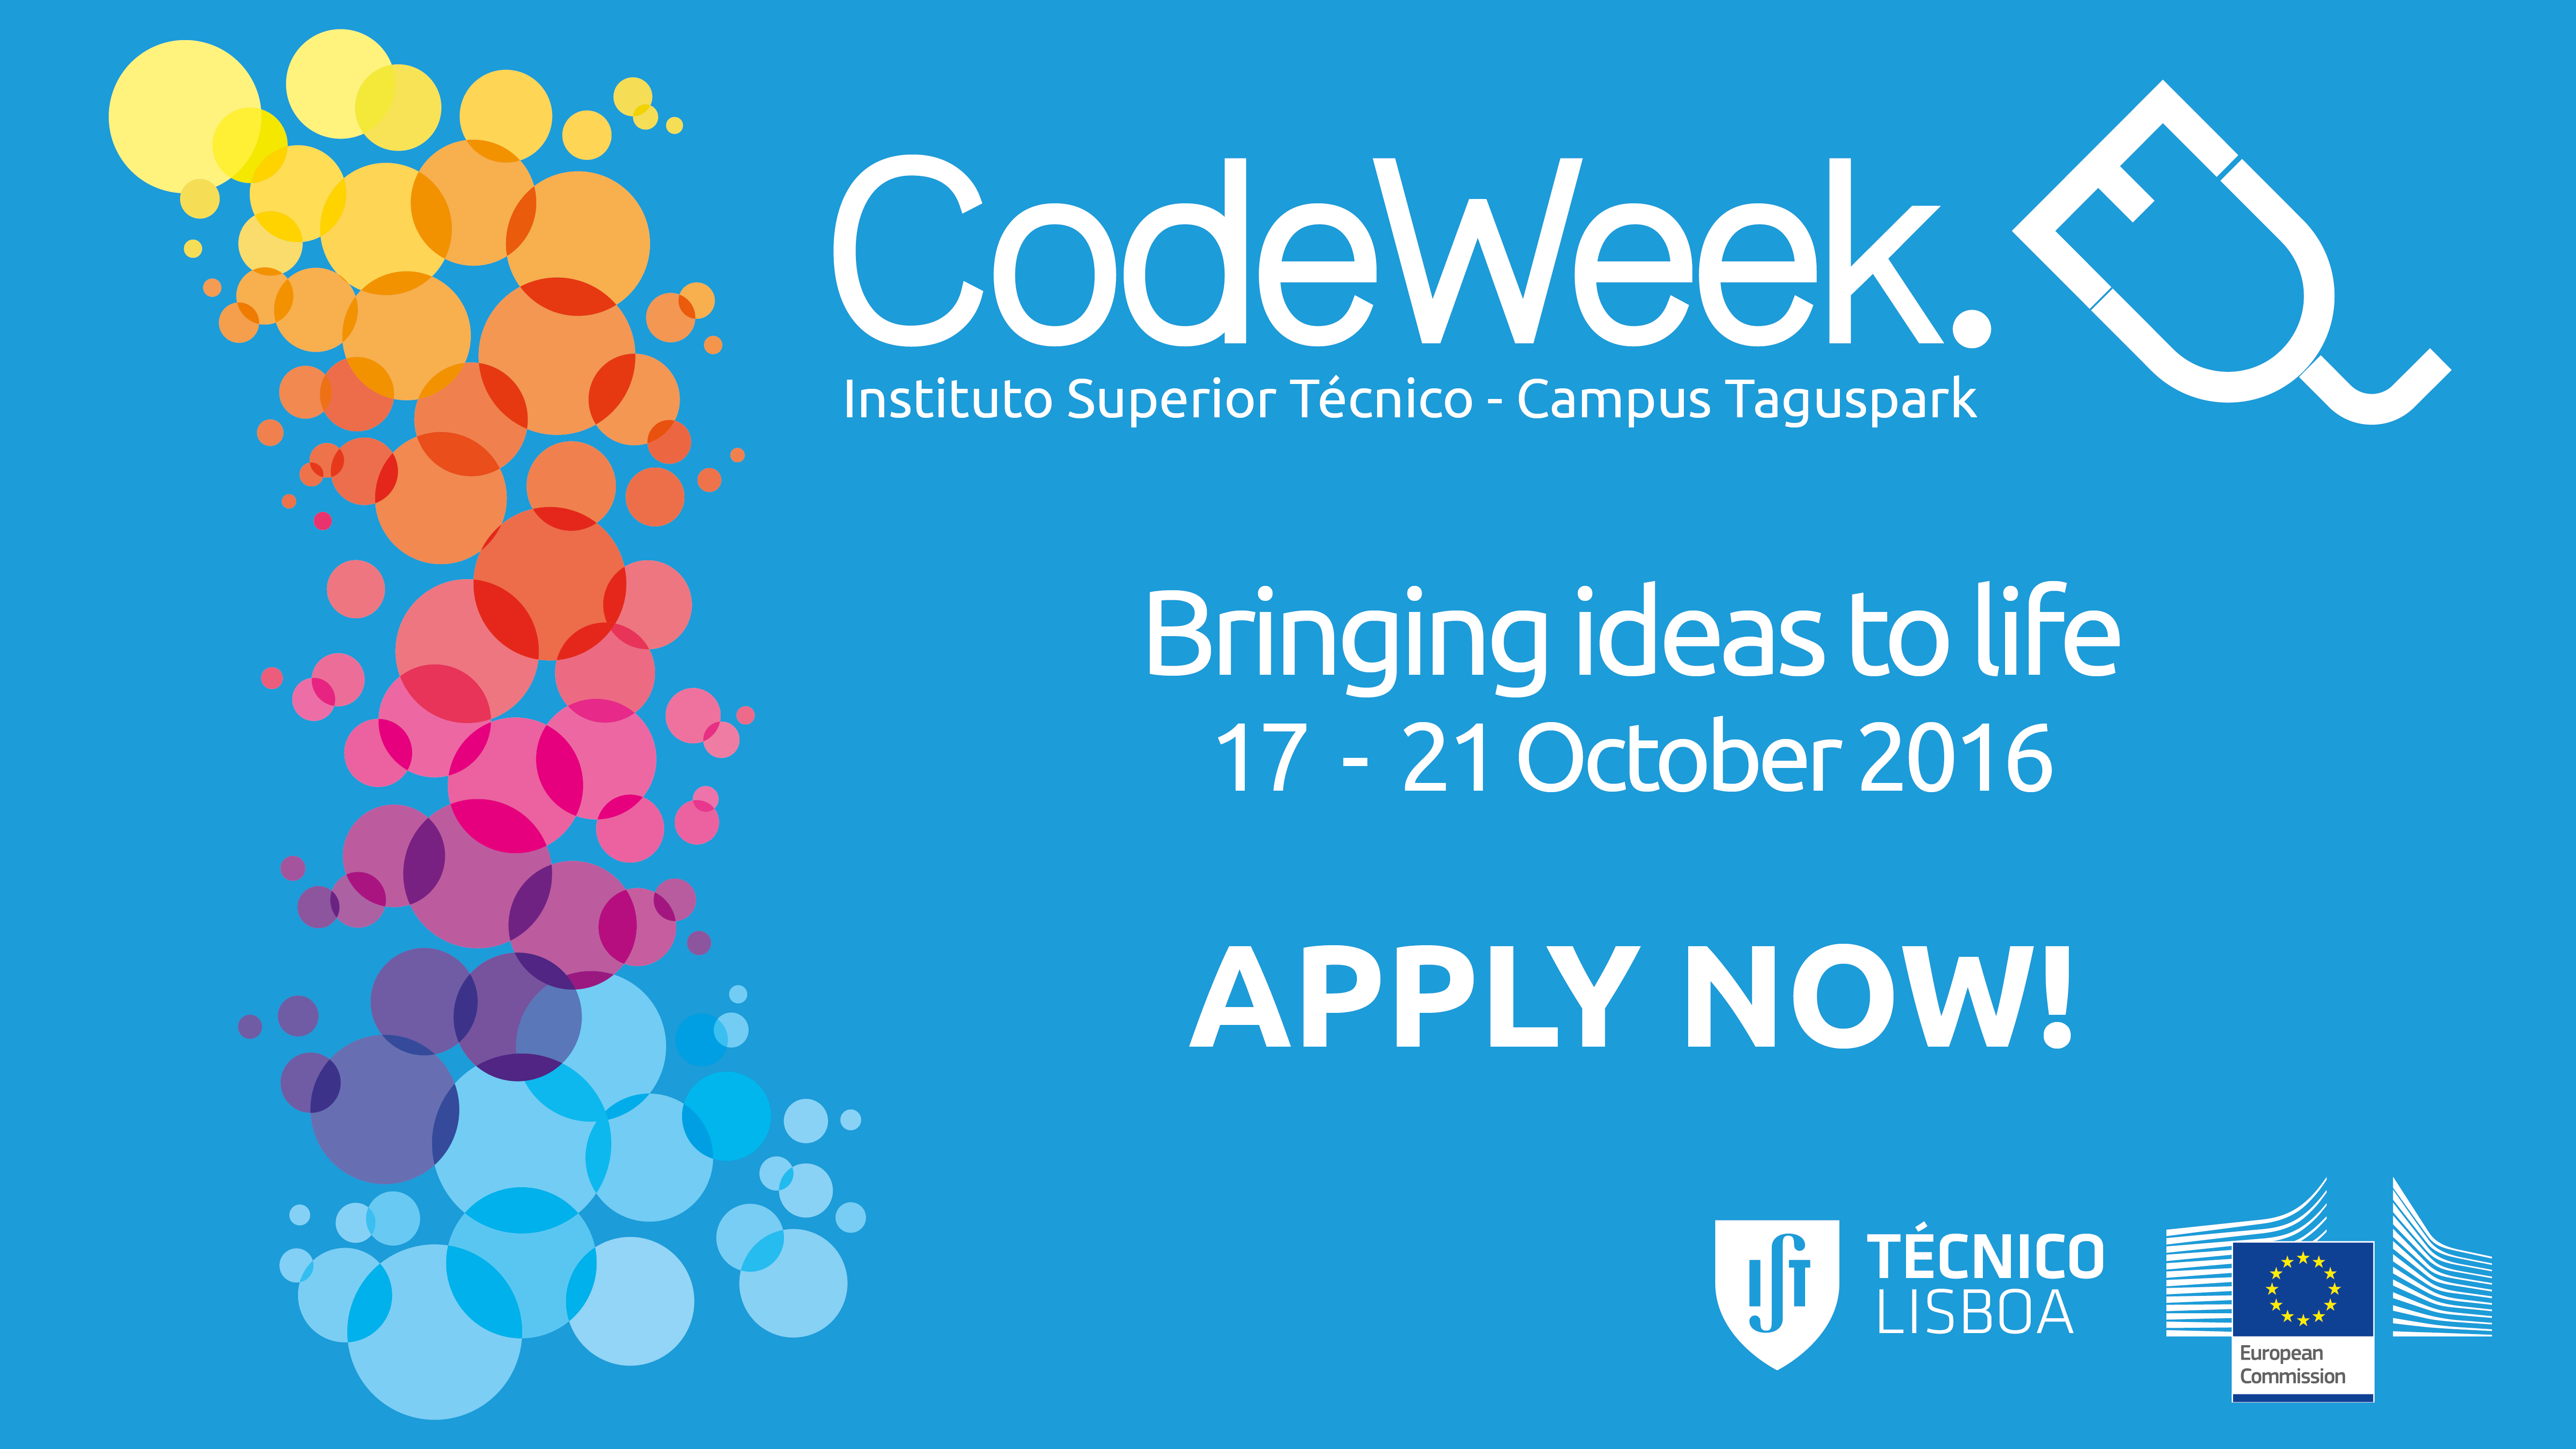 CodeWeek.EU
Instituto Superior Técnico - Campus Taguspark
Bringing ideas to life
17 - 21 October 2016
APPLY NOW!
IST
TÉCNICO
LISBOA
European
Commission